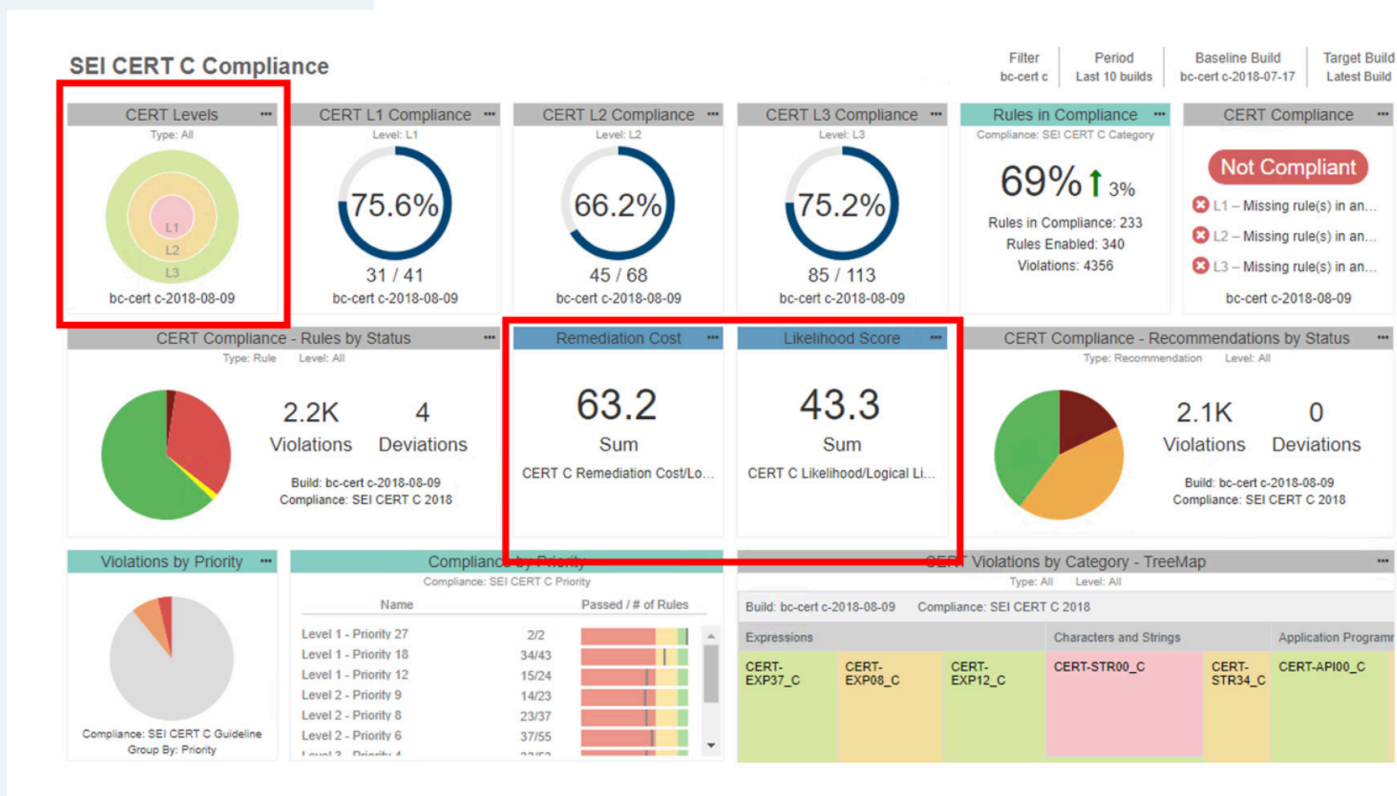 SEI CERT C Compliance
Filter
bc-cert c
Period
Last 10 builds
Baseline Build
bc-cert c-2018-07-17
Target Build
Latest Build
CERT Levels ...
Type: All
L1
L2
L3
bc-cert c-2018-08-09
CERT L1 Compliance ...
Level: L1
75.6%
31 / 41
bc-cert c-2018-08-09
CERT L2 Compliance ...
Level: L2
66.2%
45 / 68
bc-cert c-2018-08-09
CERT L3 Compliance ...
Level: L3
75.2%
85 / 113
bc-cert c-2018-08-09
Rules in Compliance ...
Compliance: SEI CERT C Category
69% 3%
Rules in Compliance: 233
Rules Enabled: 340
Violations: 4356
CERT Compliance ...
Not Compliant
L1 – Missing rule(s) in an...
L2 – Missing rule(s) in an...
L3 – Missing rule(s) in an...
bc-cert c-2018-08-09
CERT Compliance - Rules by Status ...
Type: Rule Level: All
2.2K 4
Violations Deviations
Build: bc-cert c-2018-08-09
Compliance: SEI CERT C 2018
Remediation Cost ...
63.2
Sum
CERT C Remediation Cost/Lo...
Likelihood Score ...
43.3
Sum
CERT C Likelihood/Logical Li...
CERT Compliance - Recommendations by Status ...
Type: Recommendation Level: All
2.1K 0
Violations Deviations
Build: bc-cert c-2018-08-09
Compliance: SEI CERT C 2018
Violations by Priority ...
Compliance: SEI CERT C Guideline
Group By: Priority
Compliance by Priority
Compliance: SEI CERT C Priority
Name Passed / # of Rules
Level 1 - Priority 27 2/2
Level 1 - Priority 18 34/43
Level 1 - Priority 12 15/24
Level 2 - Priority 9 14/23
Level 2 - Priority 8 23/37
Level 2 - Priority 6 37/55
Level 3 - Priority 4
CERT Violations by Category - TreeMap ...
Type: All Level: All
Build: bc-cert c-2018-08-09 Compliance: SEI CERT C 2018
Expressions Characters and Strings Application Programm
CERT-EXP37_C
CERT-EXP08_C
CERT-EXP12_C
CERT-STR00_C
CERT-STR34_C
CERT-API00_C